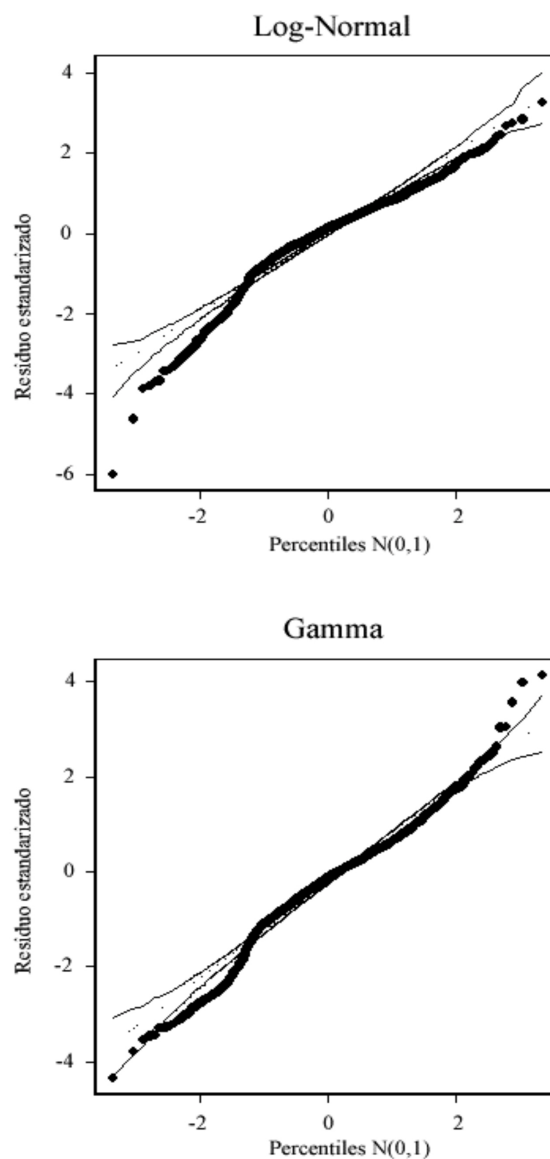 Log-Normal
4
2
0
-2
-4
-6
Residuo estandarizado
-2 0 2
Percentiles N(0,1)
Gamma
4
2
0
-2
-4
Residuo estandarizado
-2 0 2
Percentiles N(0,1)